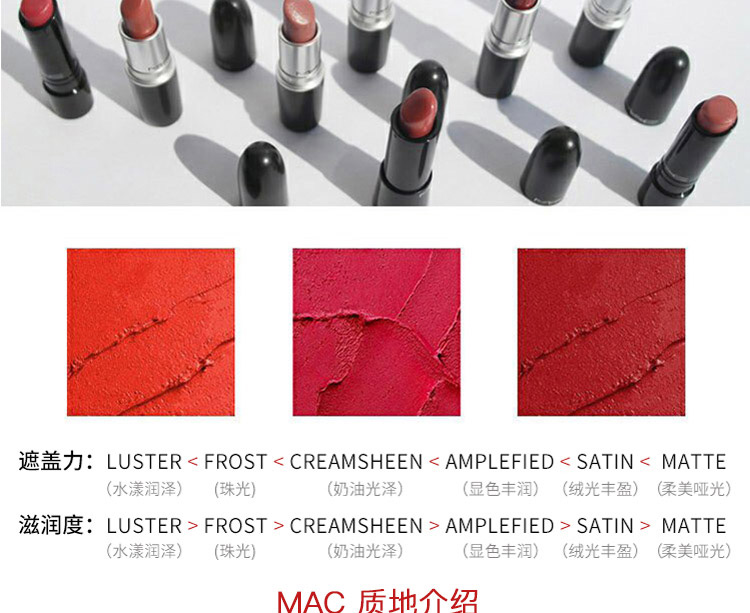 遮盖力：LUSTER < FROST < CREAMSHEEN < AMPLEFIED < SATIN < MATTE
（水漾润泽） (珠光) （奶油光泽） （显色丰润） （绒光丰盈） （柔美哑光）
滋润度：LUSTER > FROST > CREAMSHEEN > AMPLEFIED > SATIN > MATTE
（水漾润泽） (珠光) （奶油光泽） （显色丰润） （绒光丰盈） （柔美哑光）
MAC 质地介绍